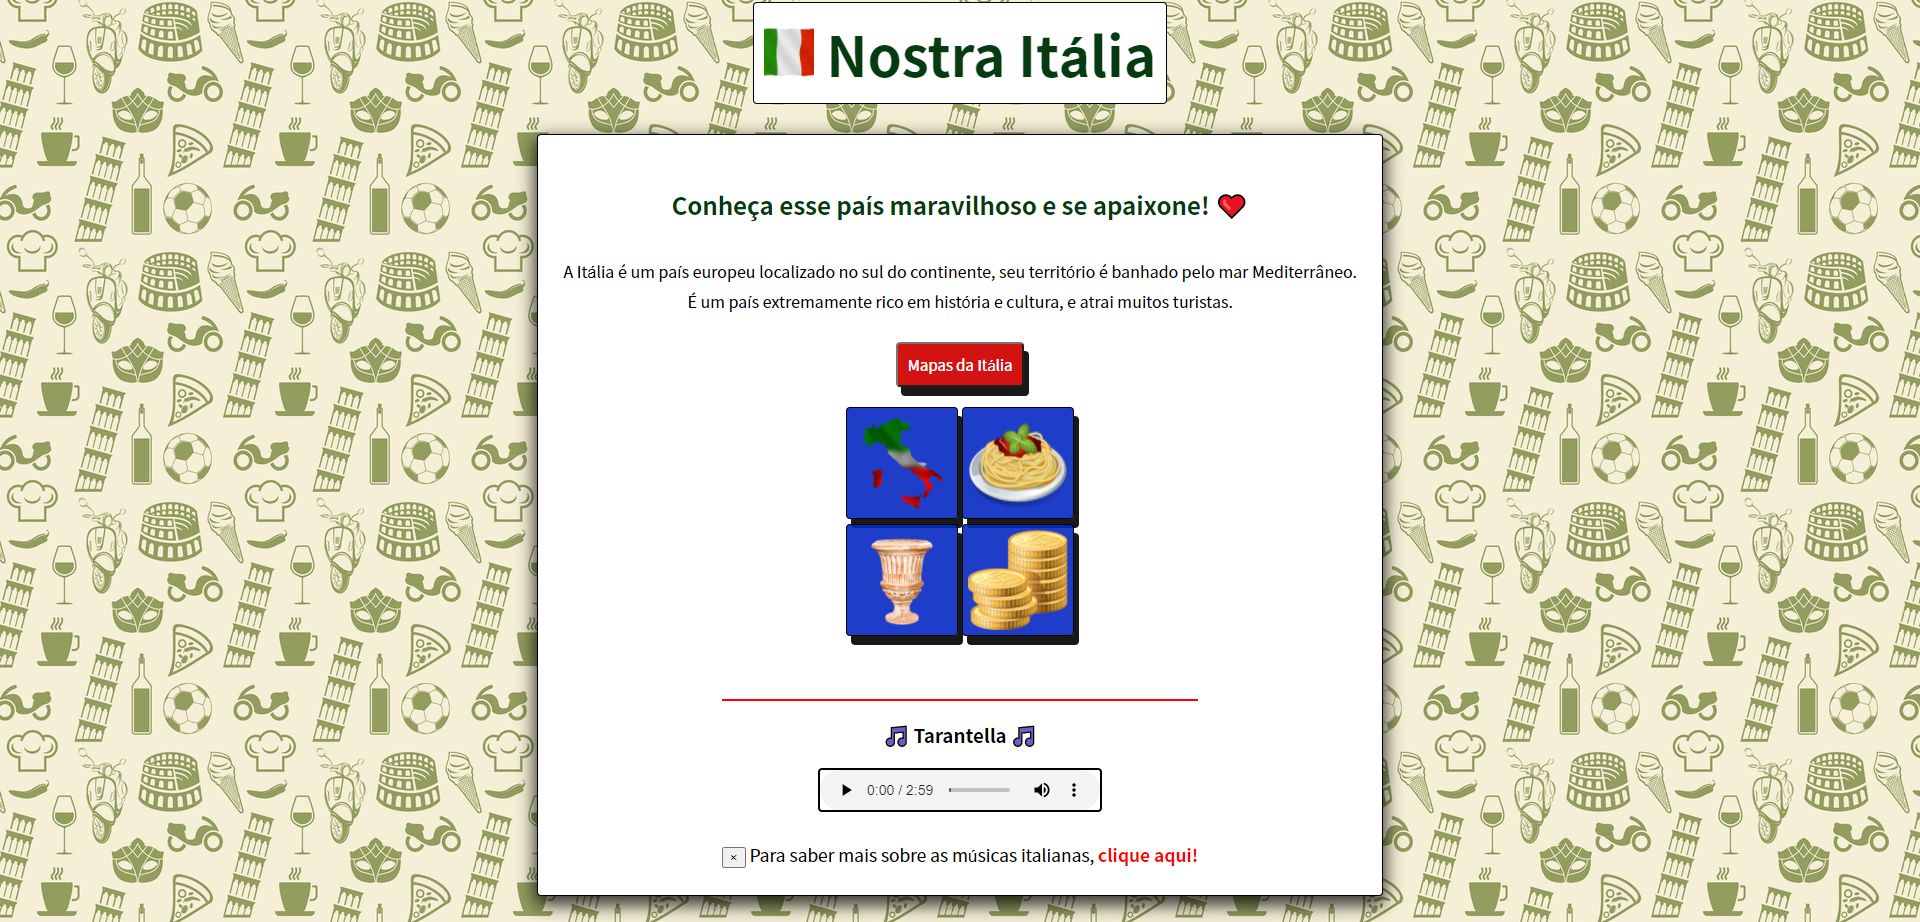 Nostra Itália
Conheça esse país maravilhoso e se apaixone!
A Itália é um país europeu localizado no sul do continente, seu território é banhado pelo mar Mediterrâneo.
É um país extremamente rico em história e cultura, e atrai muitos turistas.
Mapas da Itália
Tarantella
0:00 / 2:59
× Para saber mais sobre as músicas italianas, clique aqui!